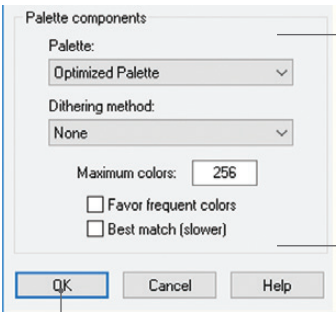 Palette components
Palette:
Optimized Palette
Dithering method:
None
Maximum colors: 256
Favor frequent colors
Best match (slower)
OK Cancel Help